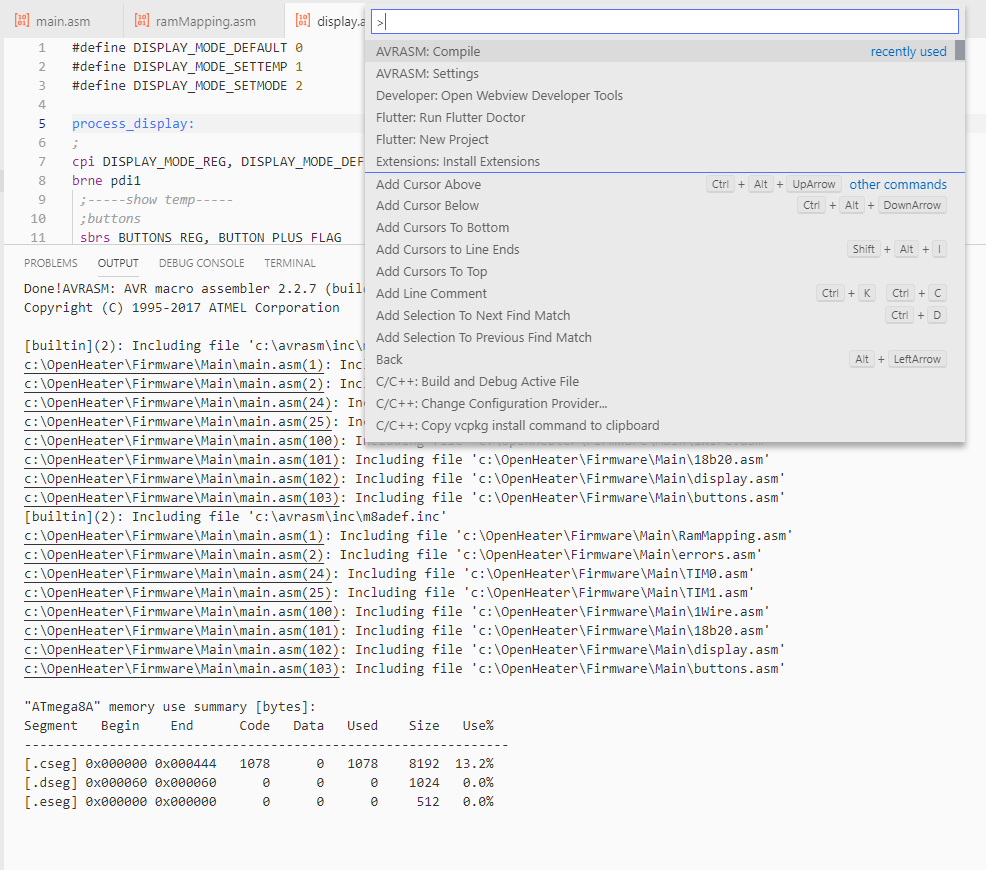 main.asm ramMapping.asm display.a
>
1 #define DISPLAY_MODE_DEFAULT 0
2 #define DISPLAY_MODE_SETTEMP 1
3 #define DISPLAY_MODE_SETMODE 2
4
5 process_display:
6 ;
7 cpi DISPLAY_MODE_REG, DISPLAY_MODE_DEF
8 brne pdi1
9 ;-----show temp-----
10 ;buttons
11 sbrs BUTTONS_REG, BUTTON_PLUS_FLAG
AVRASM: Compile recently used
AVRASM: Settings
Developer: Open Webview Developer Tools
Flutter: Run Flutter Doctor
Flutter: New Project
Extensions: Install Extensions
Add Cursor Above Ctrl + Alt + UpArrow other commands
Add Cursor Below Ctrl + Alt + DownArrow
Add Cursors To Bottom
Add Cursors to Line Ends Shift + Alt + I
Add Cursors To Top
Add Line Comment Ctrl + K Ctrl + C
Add Selection To Next Find Match Ctrl + D
Add Selection To Previous Find Match
Back Alt + LeftArrow
C/C++: Build and Debug Active File
C/C++: Change Configuration Provider...
C/C++: Copy vcpkg install command to clipboard
PROBLEMS OUTPUT DEBUG CONSOLE TERMINAL
Done!AVRASM: AVR macro assembler 2.2.7 (buil
Copyright (C) 1995-2017 ATMEL Corporation
[builtin](2): Including file 'c:\avrasm\inc\
c:\OpenHeater\Firmware\Main\main.asm(1): Inc
c:\OpenHeater\Firmware\Main\main.asm(2): Inc
c:\OpenHeater\Firmware\Main\main.asm(24): In
c:\OpenHeater\Firmware\Main\main.asm(25): In
c:\OpenHeater\Firmware\Main\main.asm(100):
c:\OpenHeater\Firmware\Main\main.asm(101): Including file 'c:\OpenHeater\Firmware\Main\18b20.asm'
c:\OpenHeater\Firmware\Main\main.asm(102): Including file 'c:\OpenHeater\Firmware\Main\display.asm'
c:\OpenHeater\Firmware\Main\main.asm(103): Including file 'c:\OpenHeater\Firmware\Main\buttons.asm'
[builtin](2): Including file 'c:\avrasm\inc\m8adef.inc'
c:\OpenHeater\Firmware\Main\main.asm(1): Including file 'c:\OpenHeater\Firmware\Main\RamMapping.asm'
c:\OpenHeater\Firmware\Main\main.asm(2): Including file 'c:\OpenHeater\Firmware\Main\errors.asm'
c:\OpenHeater\Firmware\Main\main.asm(24): Including file 'c:\OpenHeater\Firmware\Main\TIM0.asm'
c:\OpenHeater\Firmware\Main\main.asm(25): Including file 'c:\OpenHeater\Firmware\Main\TIM1.asm'
c:\OpenHeater\Firmware\Main\main.asm(100): Including file 'c:\OpenHeater\Firmware\Main\1Wire.asm'
c:\OpenHeater\Firmware\Main\main.asm(101): Including file 'c:\OpenHeater\Firmware\Main\18b20.asm'
c:\OpenHeater\Firmware\Main\main.asm(102): Including file 'c:\OpenHeater\Firmware\Main\display.asm'
c:\OpenHeater\Firmware\Main\main.asm(103): Including file 'c:\OpenHeater\Firmware\Main\buttons.asm'
"ATmega8A" memory use summary [bytes]:
Segment Begin End Code Data Used Size Use%
---------------------------------------------------------------
[.cseg] 0x000000 0x000444 1078 0 1078 8192 13.2%
[.dseg] 0x000060 0x000060 0 0 0 1024 0.0%
[.eseg] 0x000000 0x000000 0 0 0 512 0.0%